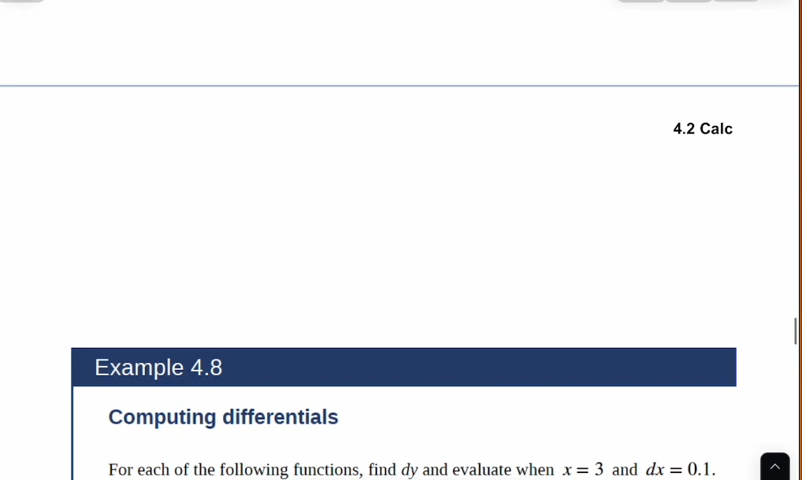 4.2 Calc
Example 4.8
Computing differentials
For each of the following functions, find dy and evaluate when x = 3 and dx = 0.1.